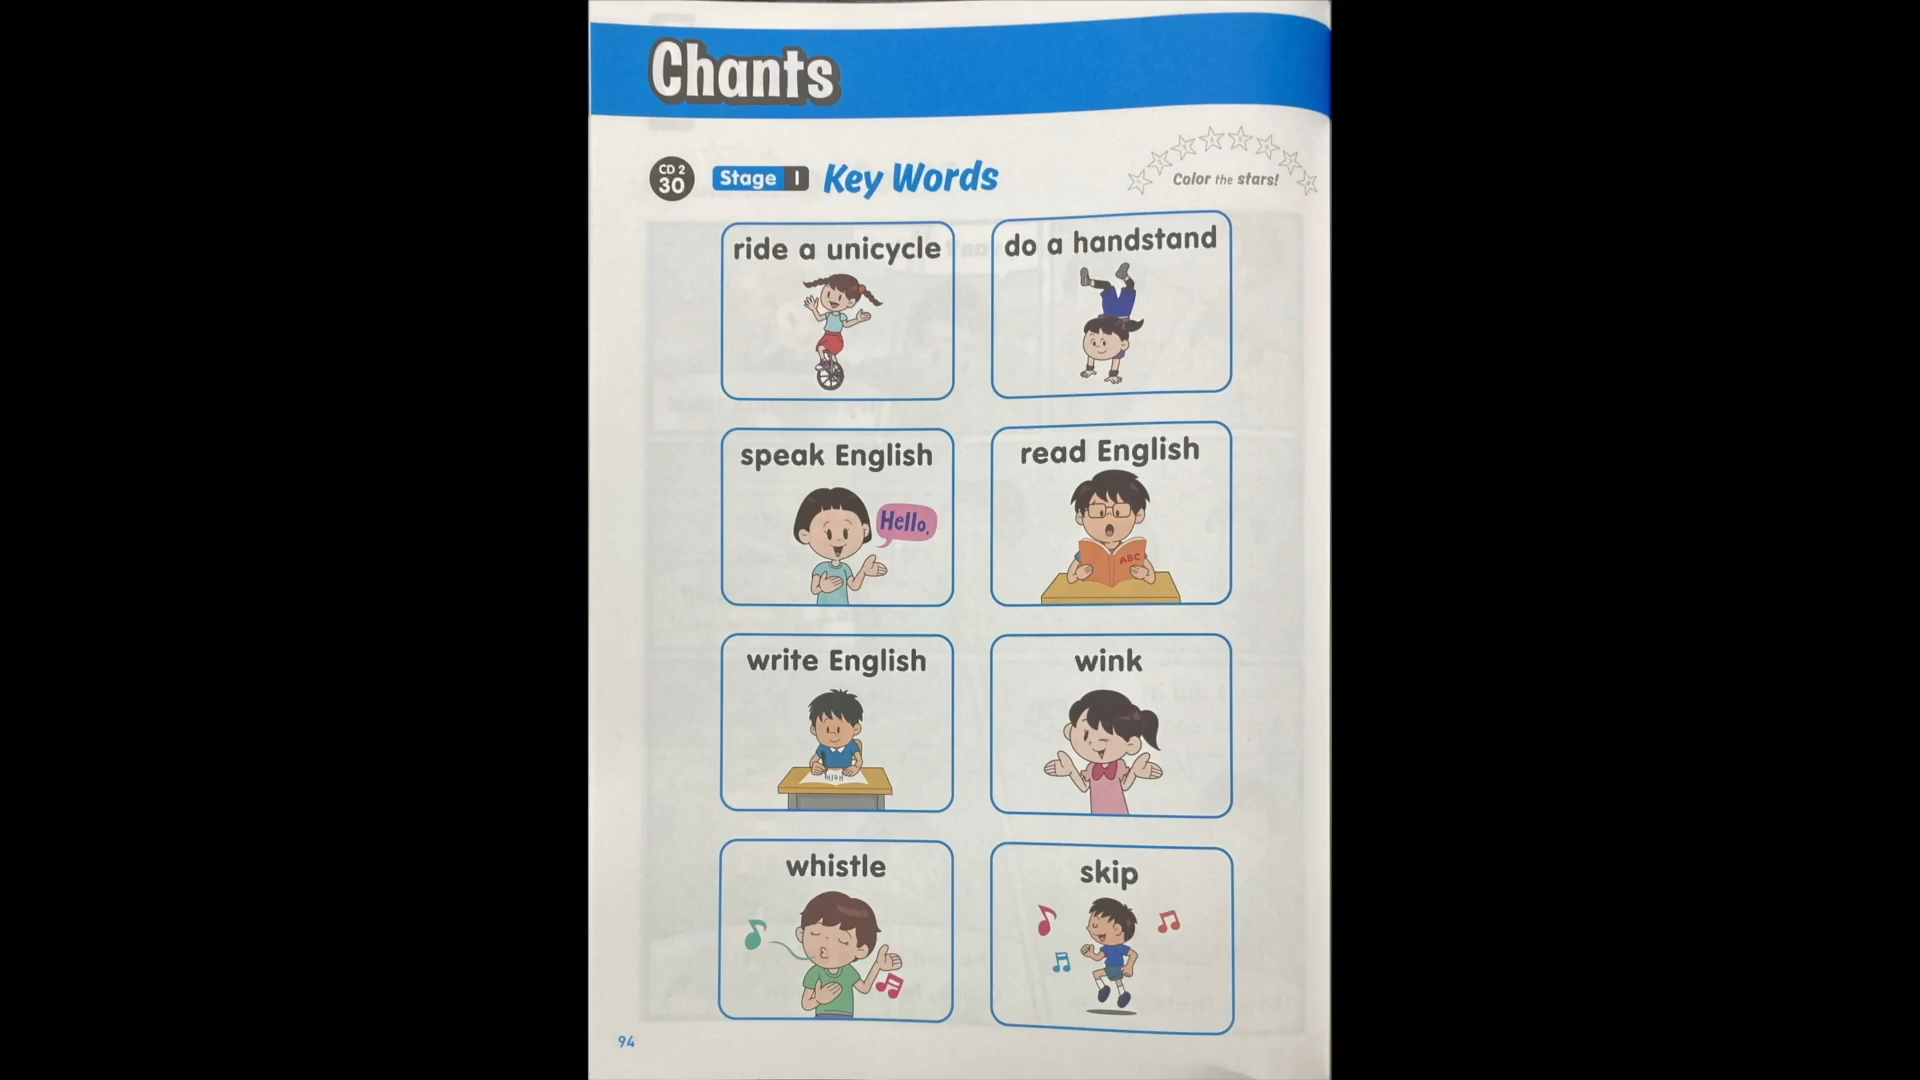 Chants
CD 2
30
Stage 1
Key Words
Color the stars!
ride a unicycle
do a handstand
speak English
Hello.
read English
ABC
write English
Hello
wink
whistle
skip
94